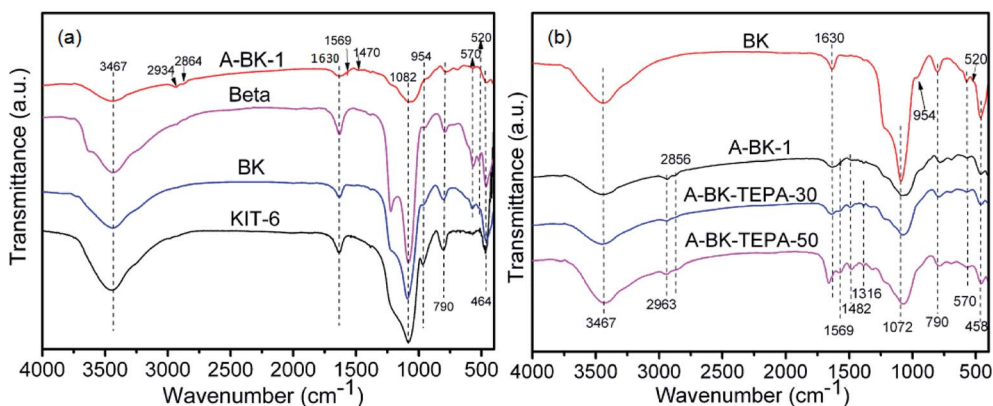 (a)
Transmittance (a.u.)
3467
2934
2864
A-BK-1
1630
1569
1470
1082
954
570
520
Beta
BK
KIT-6
790
464
4000 3500 3000 2500 2000 1500 1000 500
Wavenumber (cm-1)
(b)
Transmittance (a.u.)
BK
1630
520
954
A-BK-1
2856
A-BK-TEPA-30
A-BK-TEPA-50
3467
2963
1569
1482
1316
1072
790
570
458
4000 3500 3000 2500 2000 1500 1000 500
Wavenumber (cm-1)